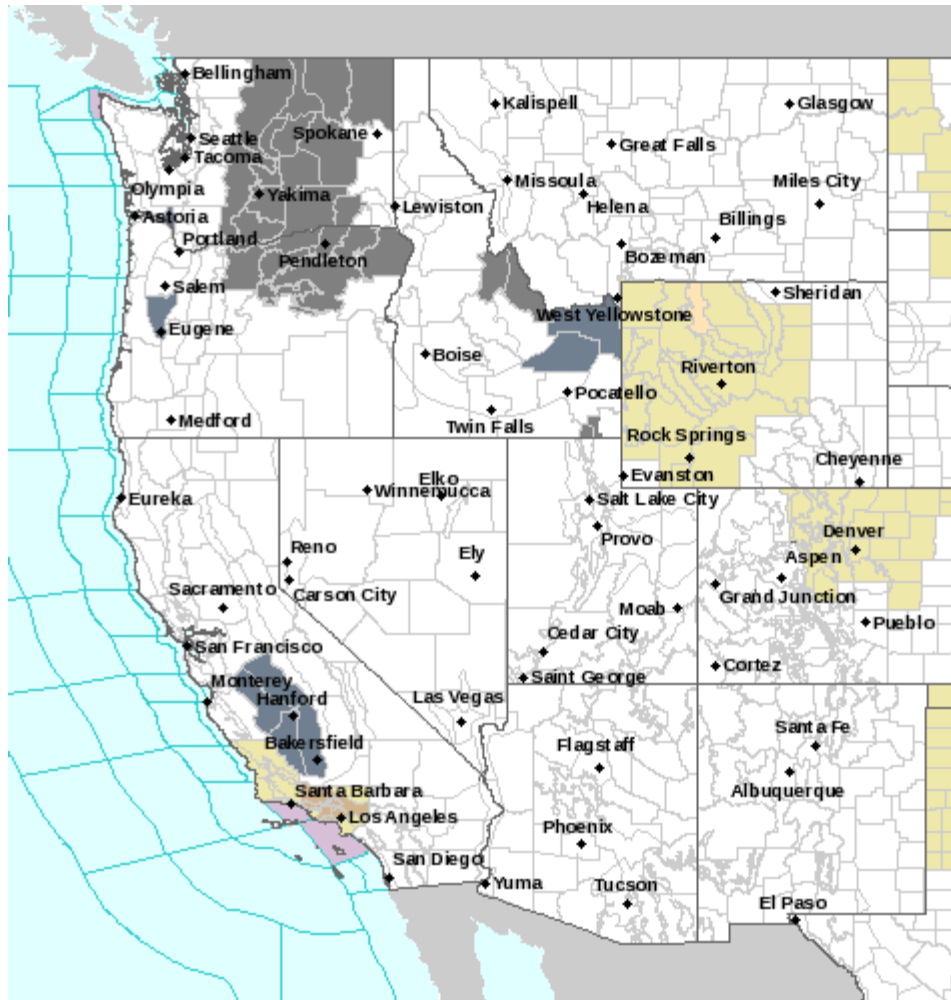 Bellingham
Kalispell
Glasgow
Seattle
Spokane
Great Falls
Tacoma
Missoula
Miles City
Olympia
Yakima
Lewiston
Helena
Astoria
Billings
Portland
Pendleton
Bozeman
Salem
Sheridan
West Yellowstone
Eugene
Boise
Riverton
Pocatello
Medford
Twin Falls
Rock Springs
Cheyenne
Evanston
Elko
Winnemucca
Eureka
Salt Lake City
Provo
Denver
Reno
Ely
Aspen
Sacramento
Carson City
Grand Junction
Moab
Pueblo
San Francisco
Cedar City
Cortez
Monterey
Saint George
Hanford
Las Vegas
Santa Fe
Bakersfield
Flagstaff
Albuquerque
Santa Barbara
Los Angeles
Phoenix
San Diego
Yuma
Tucson
El Paso